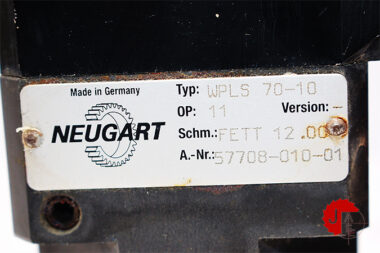 Made in Germany
NEUGART
Typ: WPLS 70-10
OP: 11 Version: -
Schm.: FETT 12.00
A.-Nr.: 57708-010-01